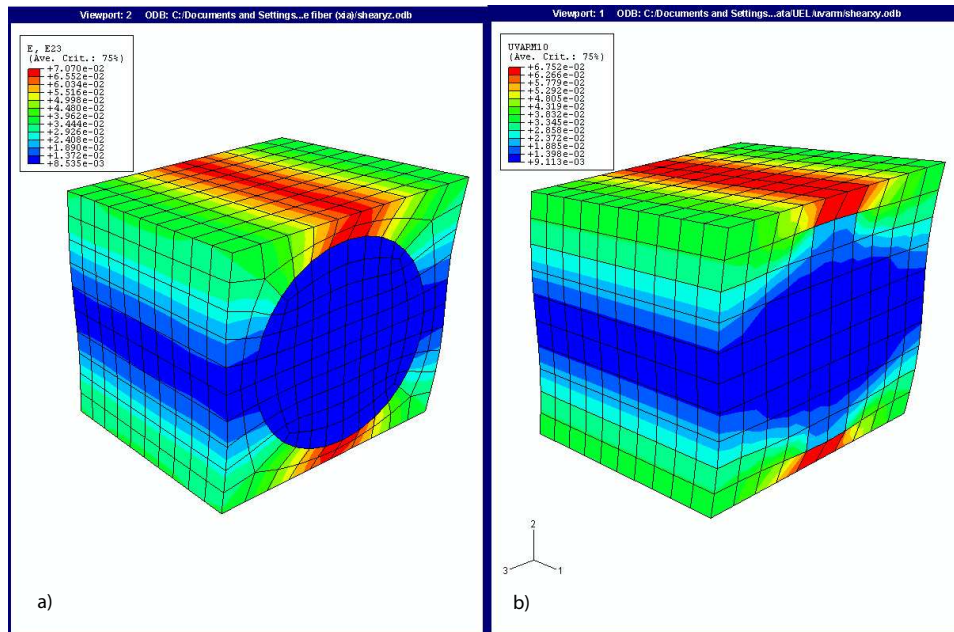 Viewport: 2 ODB: C:/Documents and Settings...e fiber (xia)/shearyz.odb
E, E23
(Ave. Crit.: 75%)
+7.070e-02
+6.552e-02
+6.034e-02
+5.516e-02
+4.998e-02
+4.480e-02
+3.962e-02
+3.444e-02
+2.926e-02
+2.408e-02
+1.890e-02
+1.372e-02
+8.535e-03
a)
Viewport: 1 ODB: C:/Documents and Settings...ata/UEL/uvarm/shearxy.odb
UVARM10
(Ave. Crit.: 75%)
+6.752e-02
+6.266e-02
+5.779e-02
+5.292e-02
+4.805e-02
+4.319e-02
+3.832e-02
+3.345e-02
+2.858e-02
+2.372e-02
+1.885e-02
+1.398e-02
+9.113e-03
2
3
1
b)